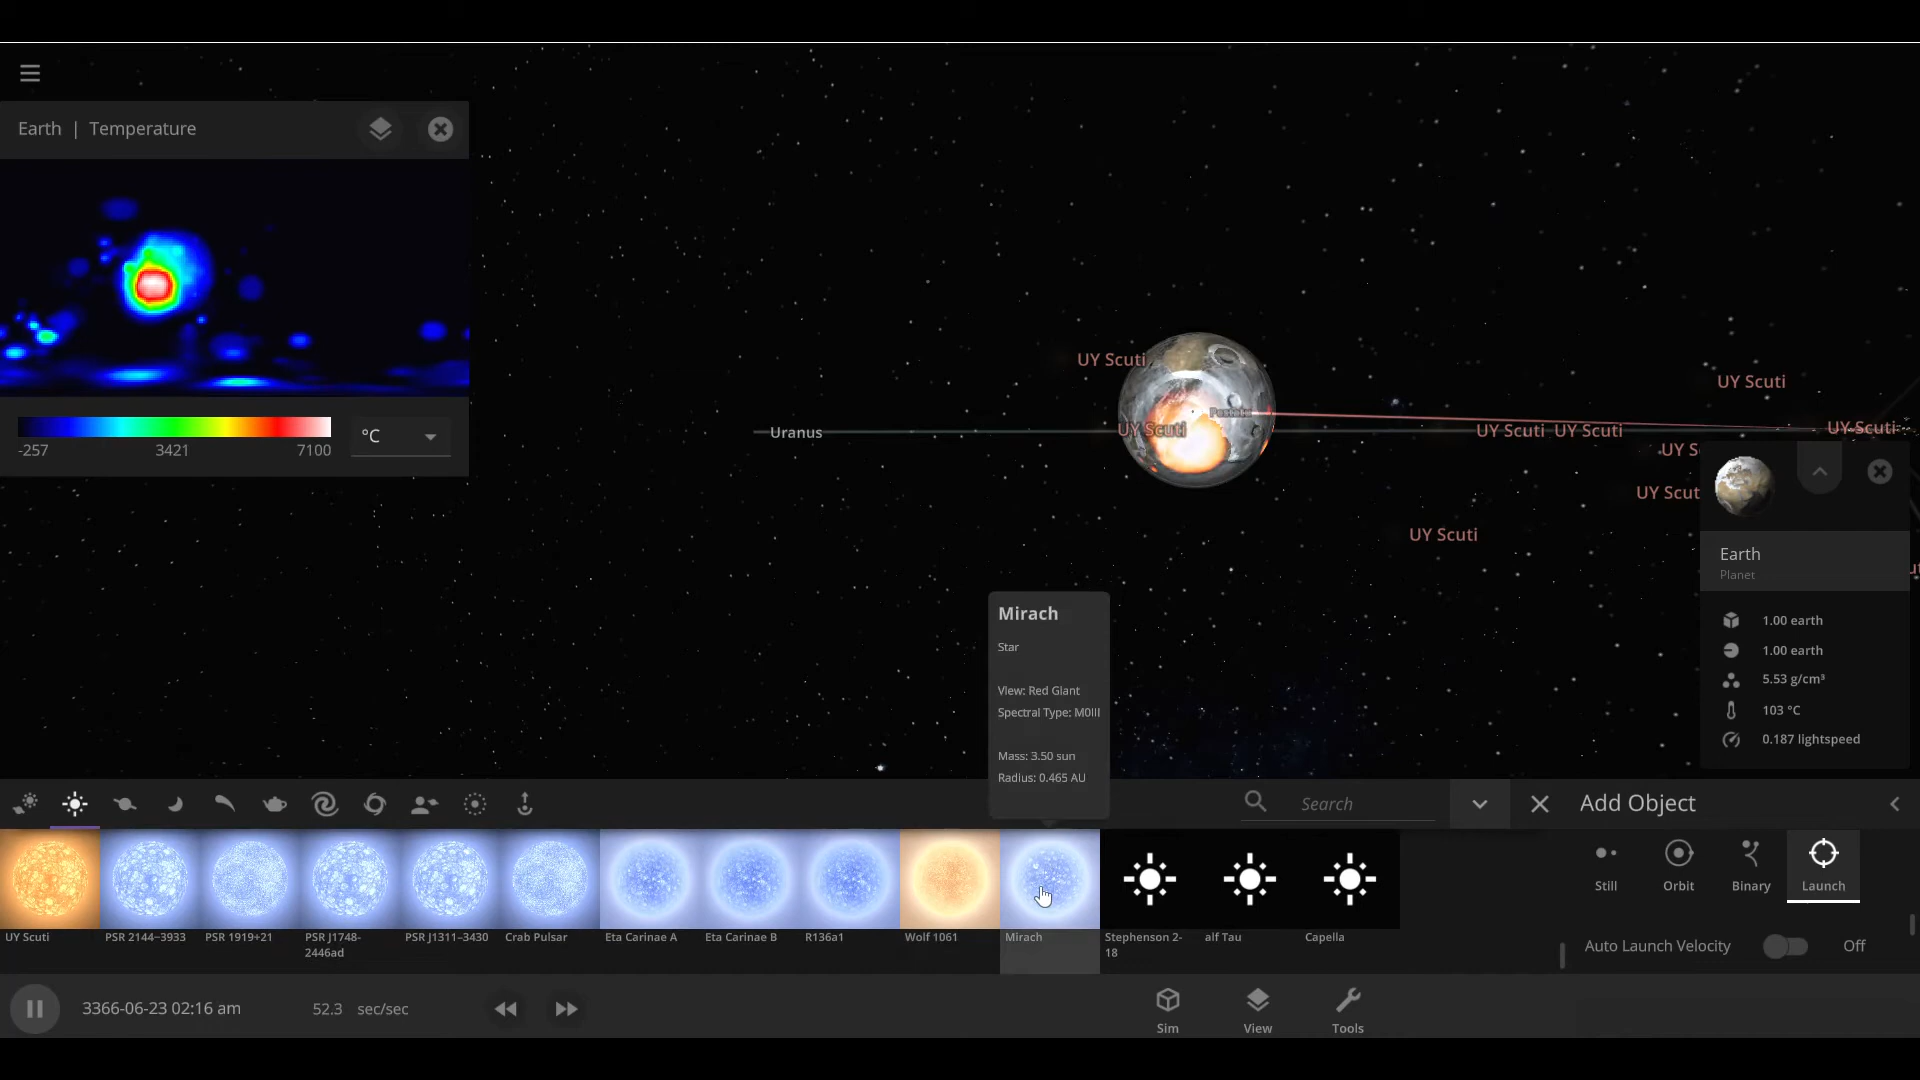 Earth | Temperature
-257 3421 7100
°C
UY Scuti
UY Scuti
Uranus
UY Scuti
UY Scuti UY Scuti
UY Scuti
UY Scut
UY Scuti
Earth
Planet
1.00 earth
1.00 earth
5.53 g/cm³
103 °C
0.187 lightspeed
Mirach
Star
View: Red Giant
Spectral Type: M0III
Mass: 3.50 sun
Radius: 0.465 AU
Search
Add Object
UY Scuti
PSR 2144−3933
PSR 1919+21
PSR J1748-
2446ad
PSR J1311−3430
Crab Pulsar
Eta Carinae A
Eta Carinae B
R136a1
Wolf 1061
Mirach
Stephenson 2-
18
alf Tau
Capella
Still
Orbit
Binary
Launch
Auto Launch Velocity
Off
3366-06-23 02:16 am
52.3 sec/sec
Sim
View
Tools